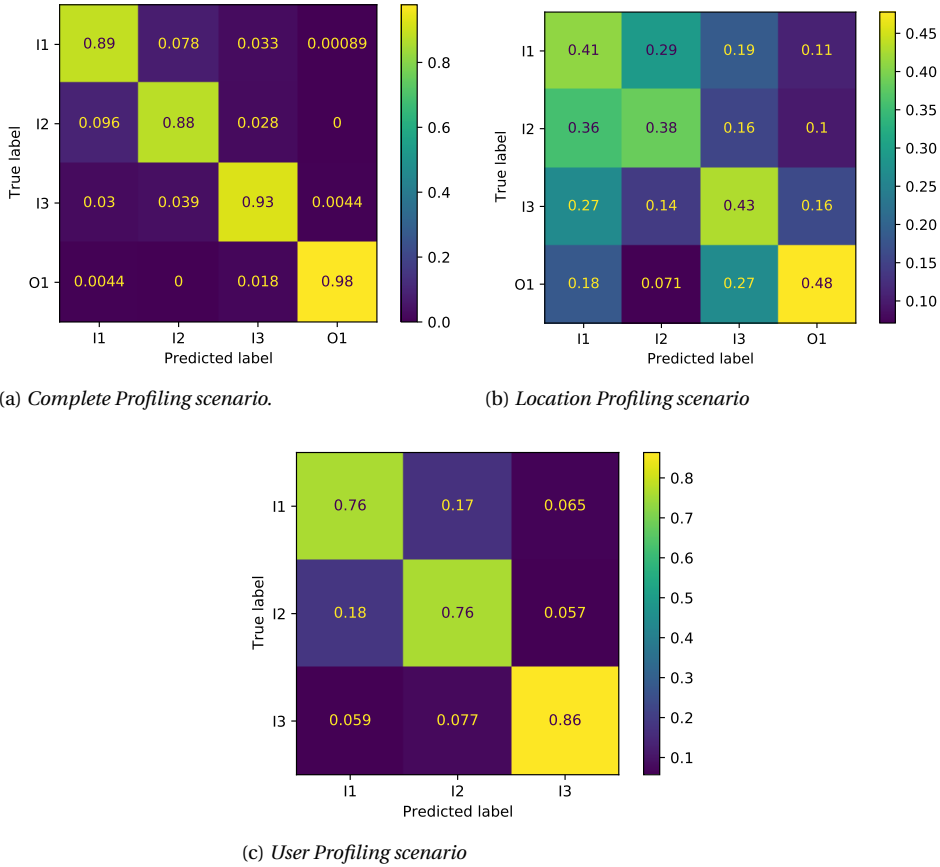 I1 0.89 0.078 0.033 0.00089
I2 0.096 0.88 0.028 0
I3 0.03 0.039 0.93 0.0044
O1 0.0044 0 0.018 0.98
I1 I2 I3 O1
Predicted label
True label
0.8
0.6
0.4
0.2
0.0
(a) Complete Profiling scenario.
I1 0.41 0.29 0.19 0.11
I2 0.36 0.38 0.16 0.1
I3 0.27 0.14 0.43 0.16
O1 0.18 0.071 0.27 0.48
I1 I2 I3 O1
Predicted label
True label
0.45
0.40
0.35
0.30
0.25
0.20
0.15
0.10
(b) Location Profiling scenario
I1 0.76 0.17 0.065
I2 0.18 0.76 0.057
I3 0.059 0.077 0.86
I1 I2 I3
Predicted label
True label
0.8
0.7
0.6
0.5
0.4
0.3
0.2
0.1
(c) User Profiling scenario